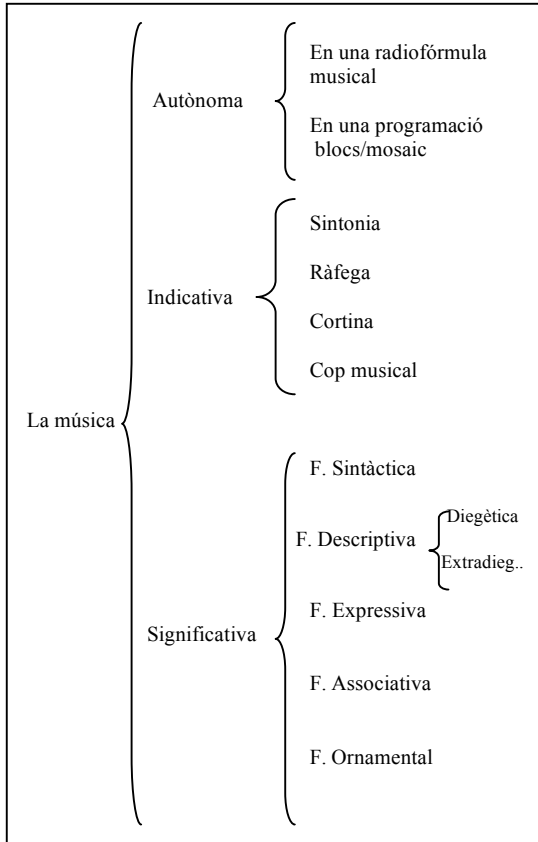 En una radiofórmula
musical
Autònoma
En una programació
blocs/mosaic
Sintonia
Ràfega
Indicativa
Cortina
Cop musical
La música
F. Sintàctica
Diegètica
F. Descriptiva
Extradieg..
F. Expressiva
Significativa
F. Associativa
F. Ornamental